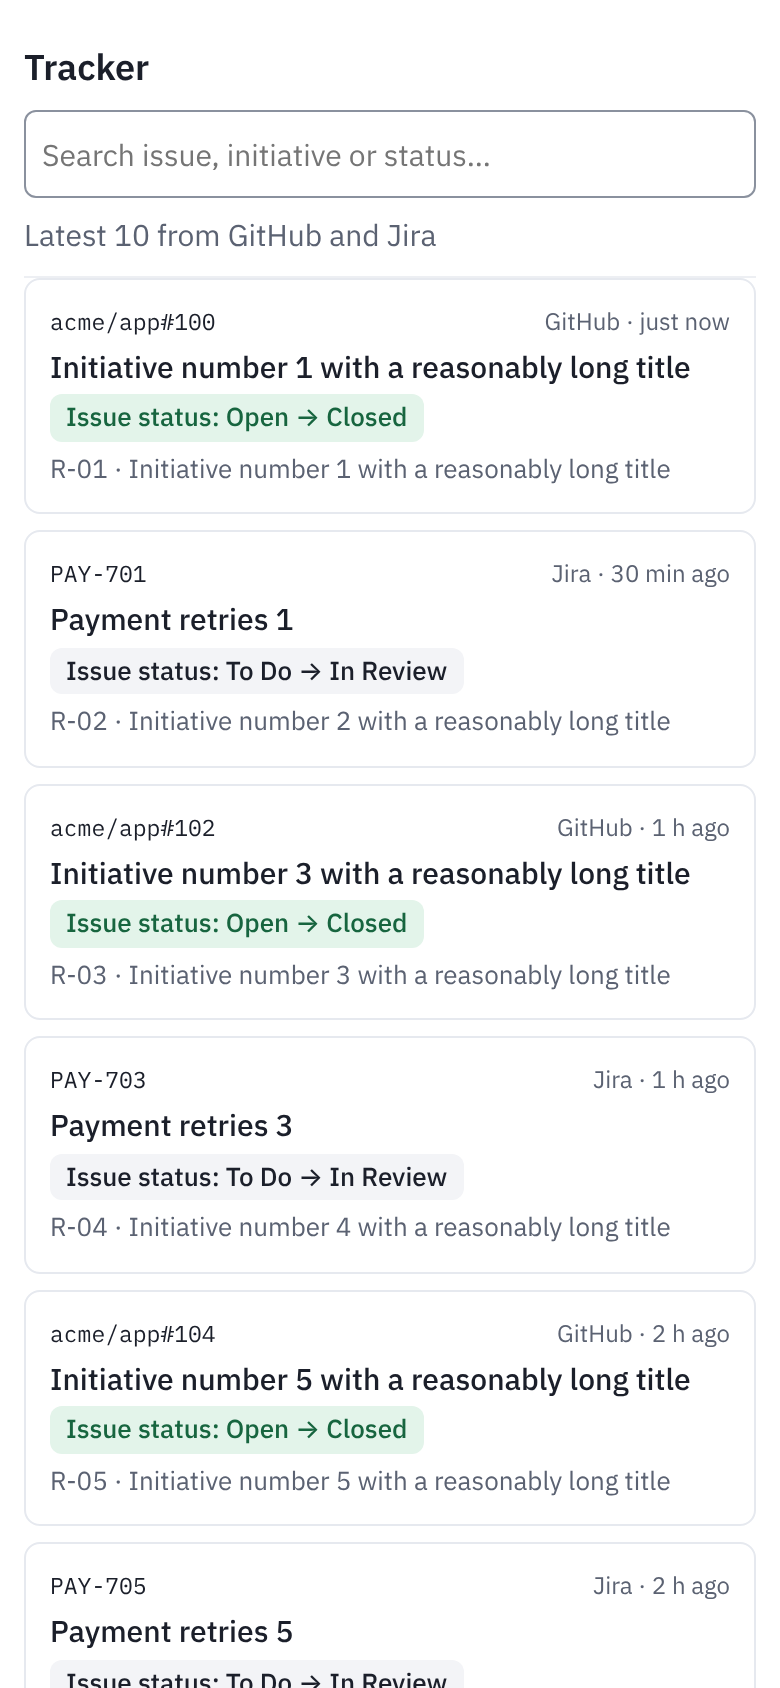 Tracker
Search issue, initiative or status...
Latest 10 from GitHub and Jira
acme/app#100
GitHub · just now
Initiative number 1 with a reasonably long title
Issue status: Open → Closed
R-01 · Initiative number 1 with a reasonably long title
PAY-701
Jira · 30 min ago
Payment retries 1
Issue status: To Do → In Review
R-02 · Initiative number 2 with a reasonably long title
acme/app#102
GitHub · 1 h ago
Initiative number 3 with a reasonably long title
Issue status: Open → Closed
R-03 · Initiative number 3 with a reasonably long title
PAY-703
Jira · 1 h ago
Payment retries 3
Issue status: To Do → In Review
R-04 · Initiative number 4 with a reasonably long title
acme/app#104
GitHub · 2 h ago
Initiative number 5 with a reasonably long title
Issue status: Open → Closed
R-05 · Initiative number 5 with a reasonably long title
PAY-705
Jira · 2 h ago
Payment retries 5
Issue status: To Do → In Review